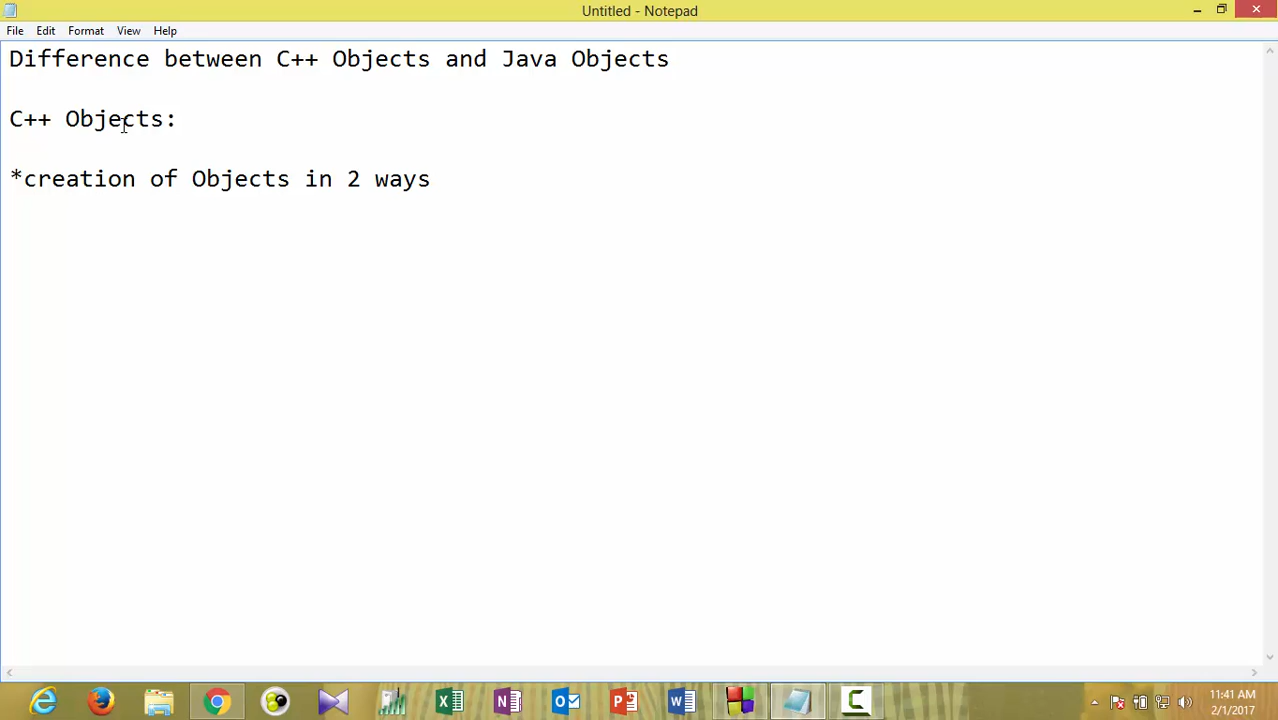 Untitled - Notepad
File Edit Format View Help
Difference between C++ Objects and Java Objects
C++ Objects:
*creation of Objects in 2 ways
11:41 AM
2/1/2017